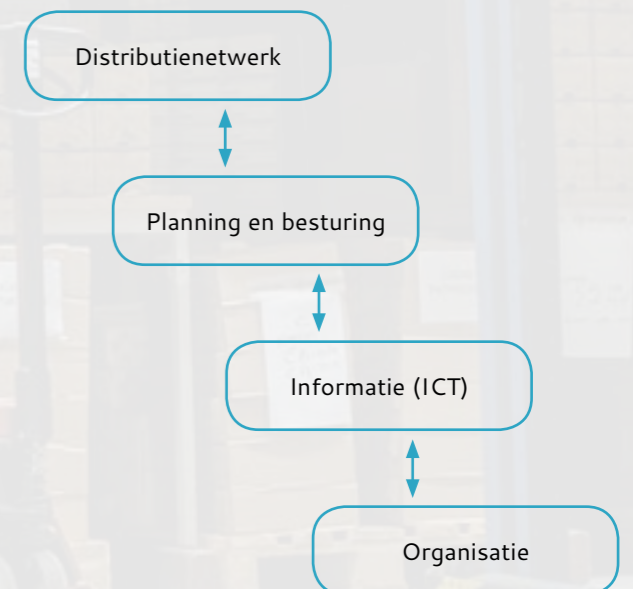 Distributienetwerk
Planning en besturing
Informatie (ICT)
Organisatie